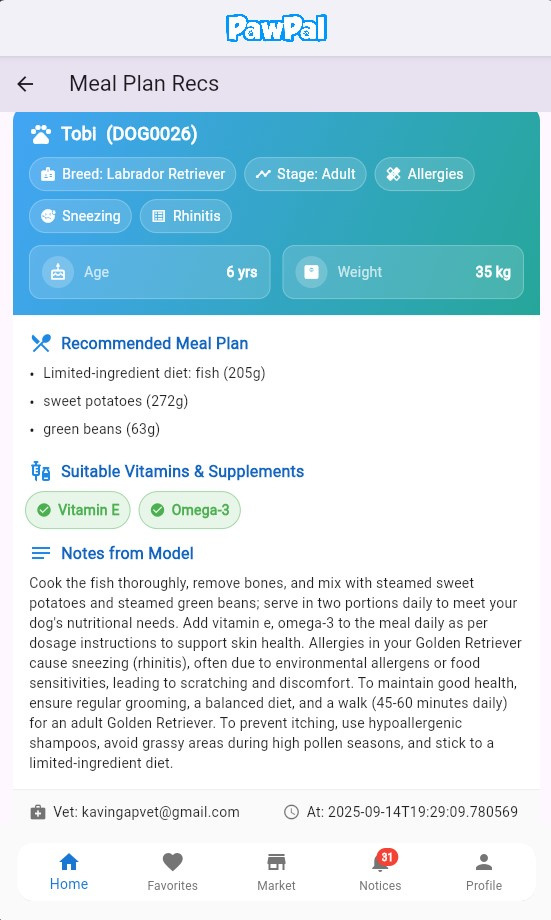 PawPal
Meal Plan Recs
Tobi (DOG0026)
Breed: Labrador Retriever
Stage: Adult
Allergies
Sneezing
Rhinitis
Age
6 yrs
Weight
35 kg
Recommended Meal Plan
• Limited-ingredient diet: fish (205g)
• sweet potatoes (272g)
• green beans (63g)
Suitable Vitamins & Supplements
Vitamin E
Omega-3
Notes from Model
Cook the fish thoroughly, remove bones, and mix with steamed sweet
potatoes and steamed green beans; serve in two portions daily to meet your
dog's nutritional needs. Add vitamin e, omega-3 to the meal daily as per
dosage instructions to support skin health. Allergies in your Golden Retriever
cause sneezing (rhinitis), often due to environmental allergens or food
sensitivities, leading to scratching and discomfort. To maintain good health,
ensure regular grooming, a balanced diet, and a walk (45-60 minutes daily)
for an adult Golden Retriever. To prevent itching, use hypoallergenic
shampoos, avoid grassy areas during high pollen seasons, and stick to a
limited-ingredient diet.
Vet: kavingapvet@gmail.com
At: 2025-09-14T19:29:09.780569
31
Home
Favorites
Market
Notices
Profile